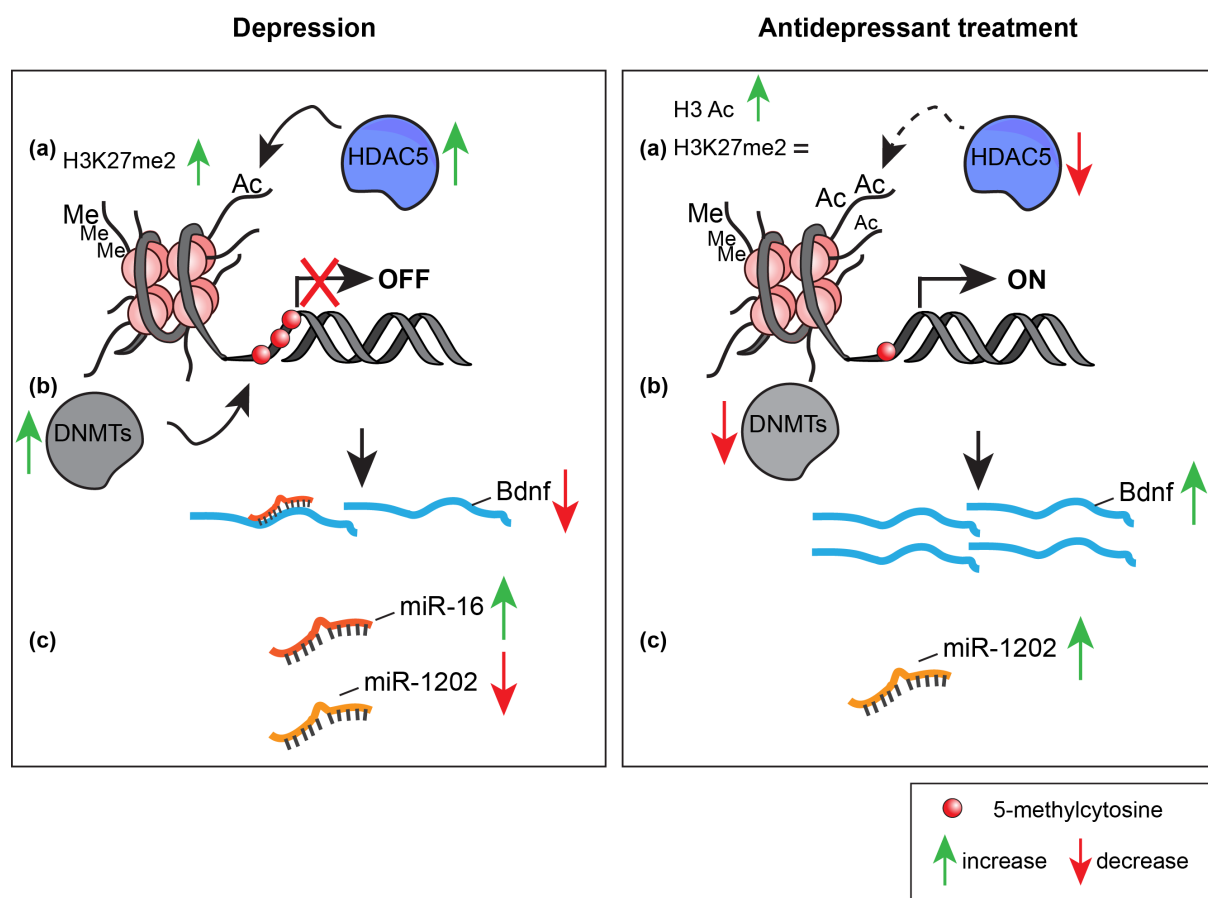 Depression
(a)
H3K27me2
HDAC5
Ac
Me
Me
Me
OFF
(b)
DNMTs
Bdnf
(c)
miR-16
miR-1202
Antidepressant treatment
H3 Ac
(a)
H3K27me2 =
HDAC5
Ac
Ac
Ac
Me
Me
Me
ON
(b)
DNMTs
Bdnf
(c)
miR-1202
5-methylcytosine
increase
decrease